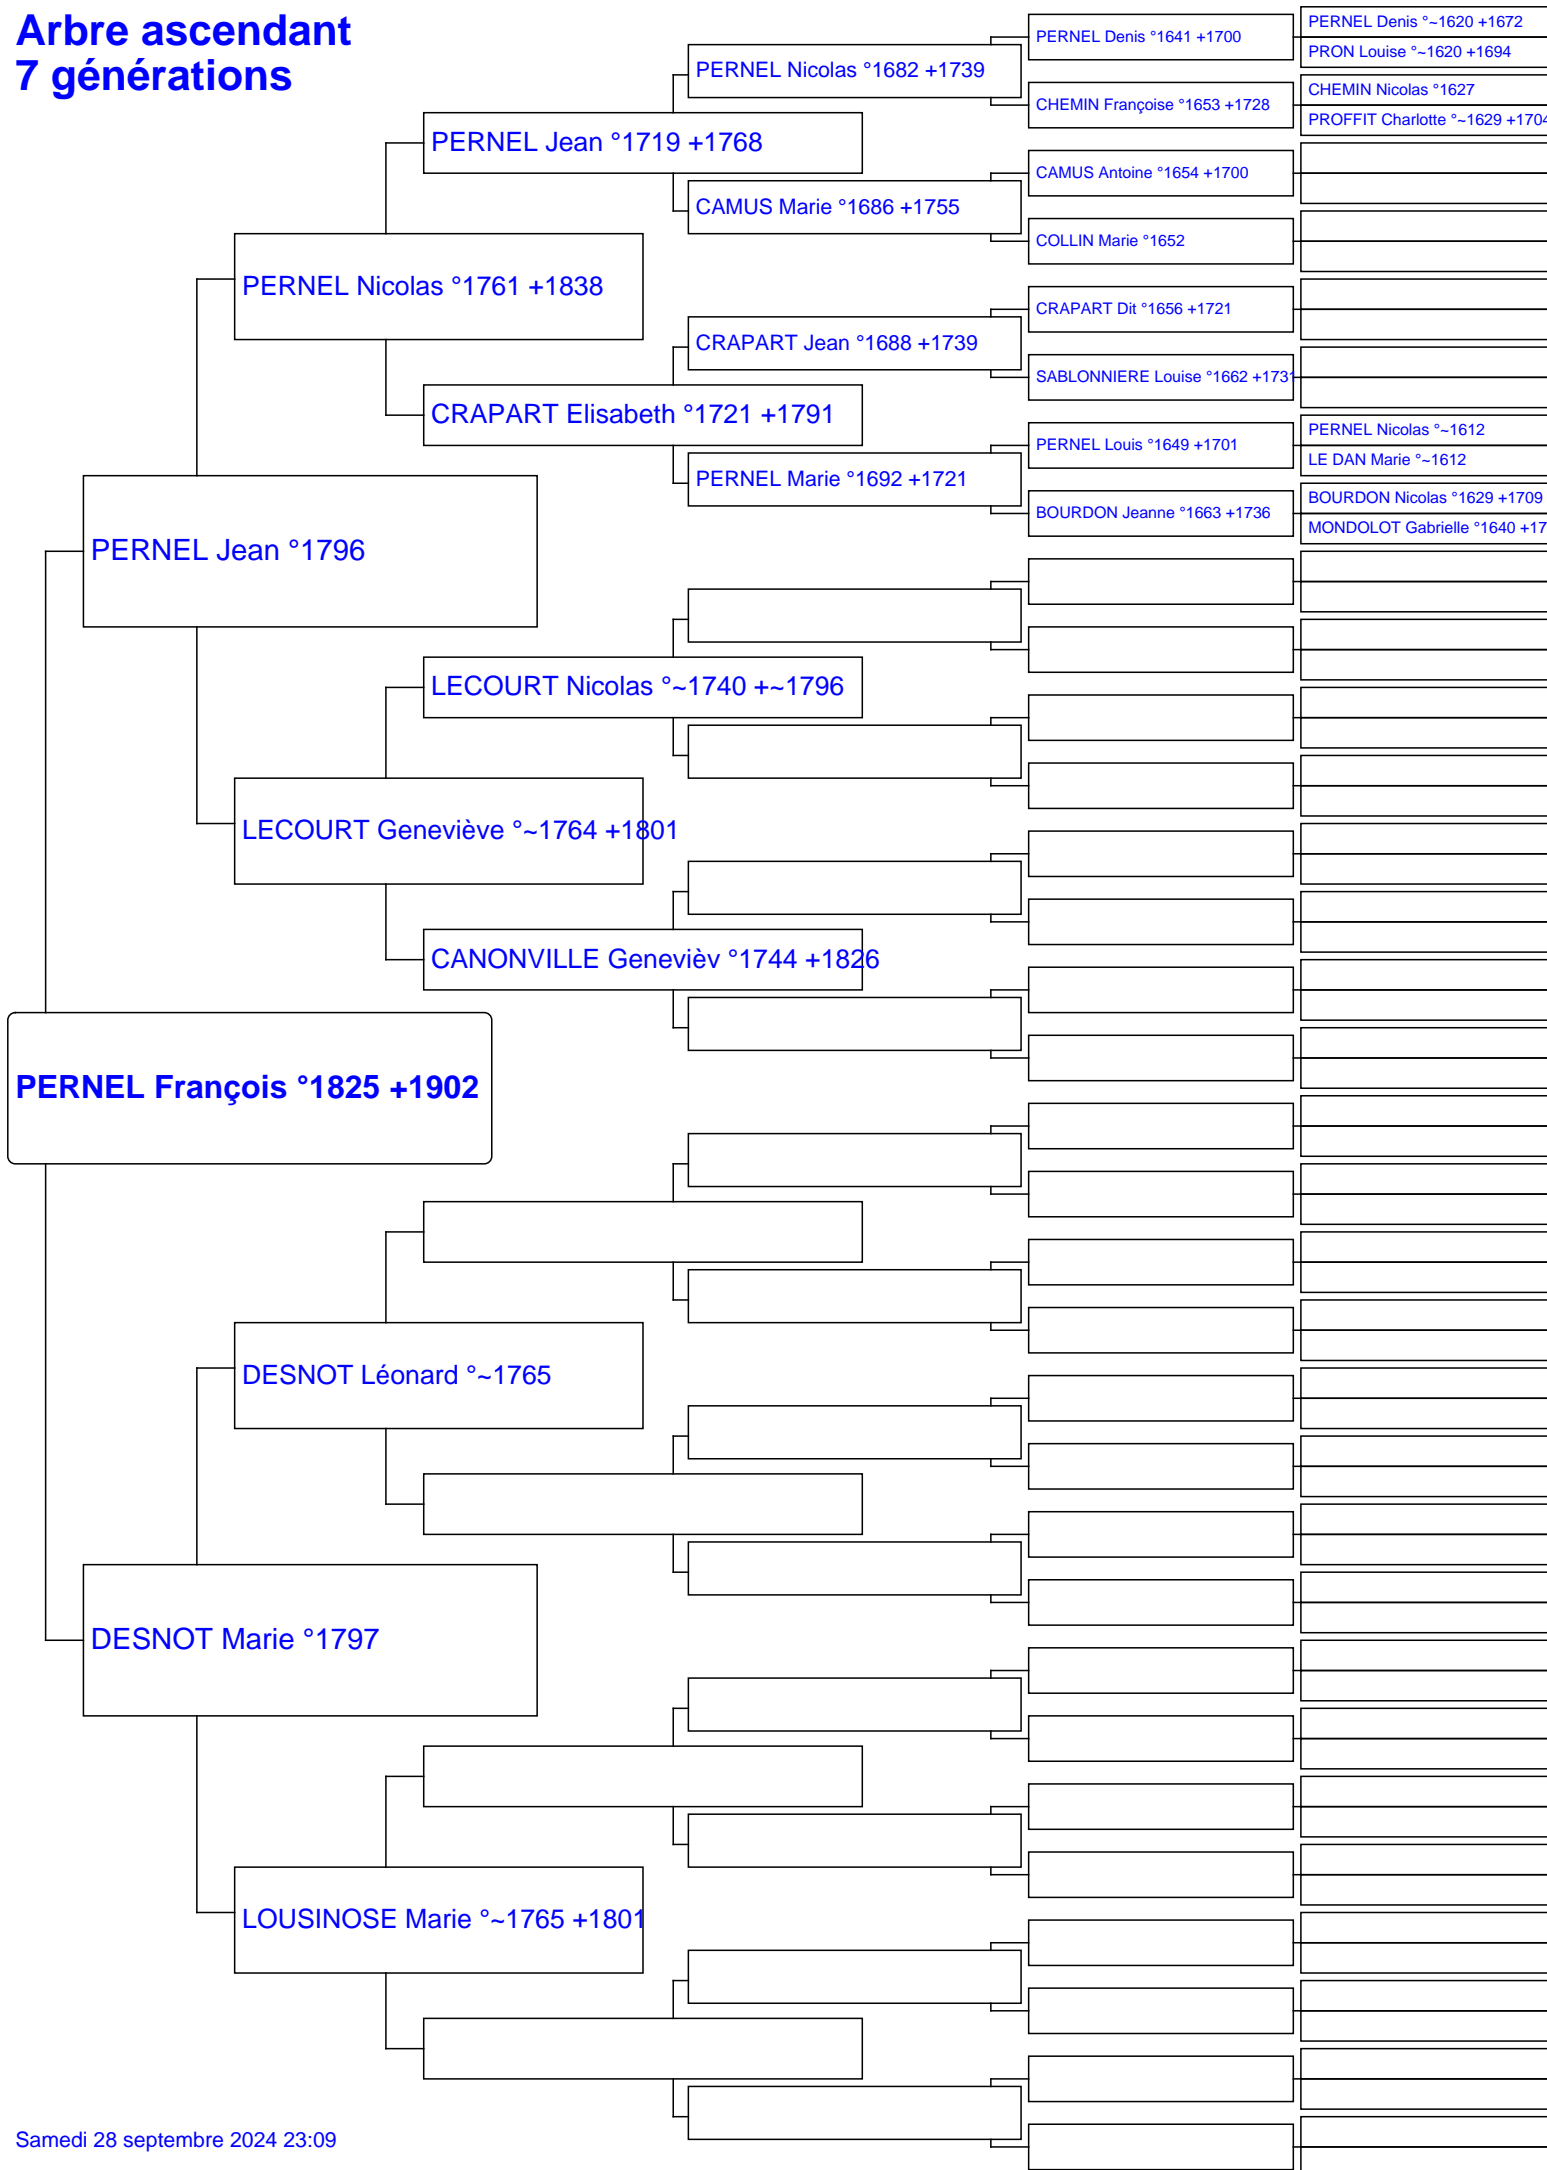 Arbre ascendant
7 générations
PERNEL François °1825 +1902
PERNEL Jean °1796
DESNOT Marie °1797
PERNEL Nicolas °1761 +1838
LECOURT Geneviève °~1764 +1801
DESNOT Léonard °~1765
LOUSINOSE Marie °~1765 +1801
PERNEL Jean °1719 +1768
CRAPART Elisabeth °1721 +1791
LECOURT Nicolas °~1740 +~1796
CANONVILLE Genevièv °1744 +1826
PERNEL Nicolas °1682 +1739
CAMUS Marie °1686 +1755
CRAPART Jean °1688 +1739
PERNEL Marie °1692 +1721
PERNEL Denis °1641 +1700
CHEMIN Françoise °1653 +1728
CAMUS Antoine °1654 +1700
COLLIN Marie °1652
CRAPART Dit °1656 +1721
SABLONNIERE Louise °1662 +1731
PERNEL Louis °1649 +1701
BOURDON Jeanne °1663 +1736
PERNEL Denis °~1620 +1672
PRON Louise °~1620 +1694
CHEMIN Nicolas °1627
PROFFIT Charlotte °~1629 +1704
PERNEL Nicolas °~1612
LE DAN Marie °~1612
BOURDON Nicolas °1629 +1709
MONDOLOT Gabrielle °1640 +17
Samedi 28 septembre 2024 23:09